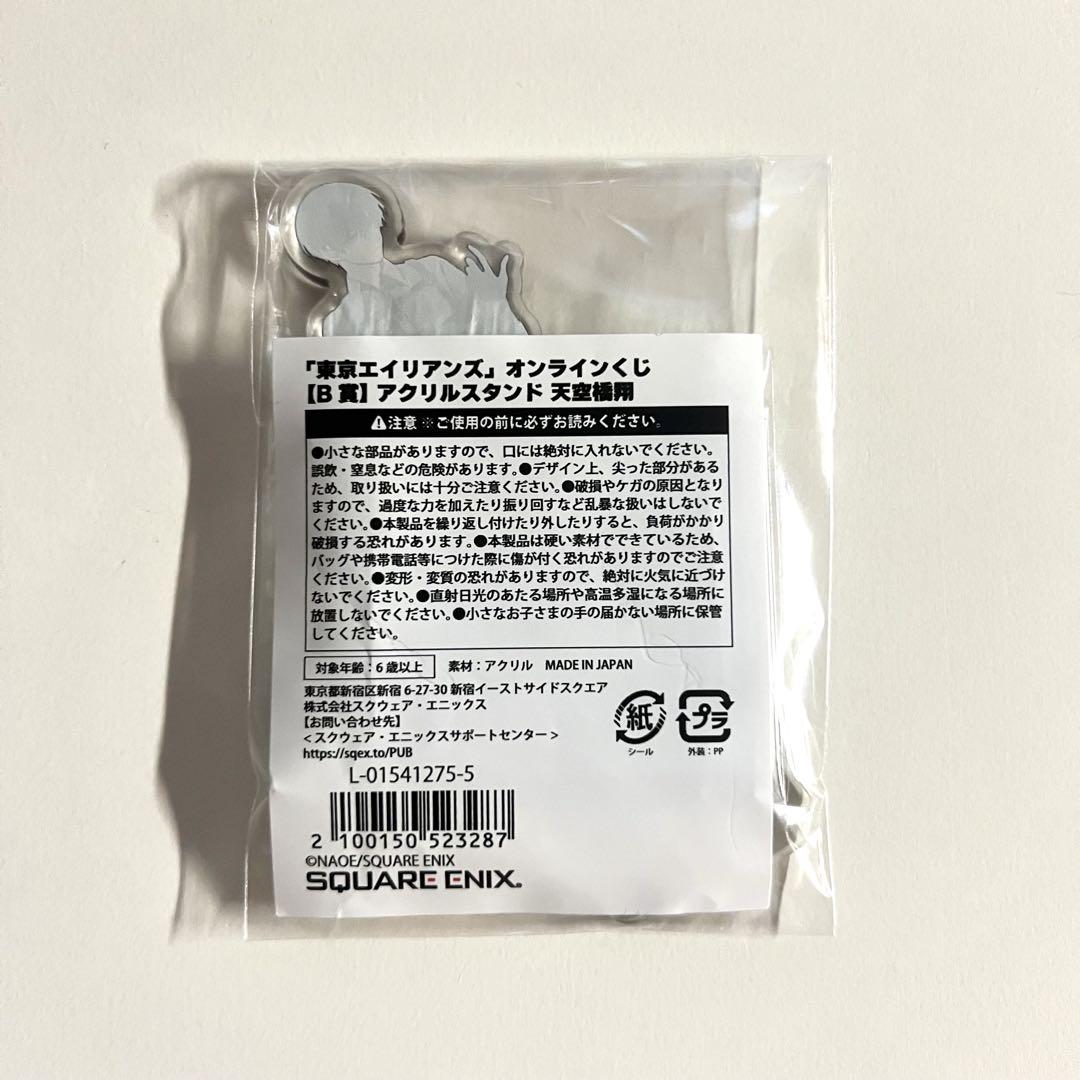 「東京エイリアンズ」オンラインくじ
【B 賞】アクリルスタンド 天空橋翔
⚠注意 ※ご使用の前に必ずお読みください。
●小さな部品がありますので、口には絶対に入れないでください。
誤飲・窒息などの危険があります。●デザイン上、尖った部分がある
ため、取り扱いには十分ご注意ください。●破損やケガの原因となり
ますので、過度な力を加えたり振り回すなど乱暴な扱いはしないで
ください。●本製品を繰り返し付けたり外したりすると、負荷がかかり
破損する恐れがあります。●本製品は硬い素材でできているため、
バッグや携帯電話等につけた際に傷が付く恐れがありますのでご注意
ください。●変形・変質の恐れがありますので、絶対に火気に近づけ
ないでください。●直射日光のあたる場所や高温多湿になる場所に
放置しないでください。●小さなお子さまの手の届かない場所に保管
してください。
対象年齢：6 歳以上 素材：アクリル MADE IN JAPAN
東京都新宿区新宿 6-27-30 新宿イーストサイドスクエア
株式会社スクウェア・エニックス
【お問い合わせ先】
＜スクウェア・エニックスサポートセンター＞
https://sqex.to/PUB
紙
シール
プラ
外装：PP
L-01541275-5
2 100150 523287
©NAOE/SQUARE ENIX
SQUARE ENIX®